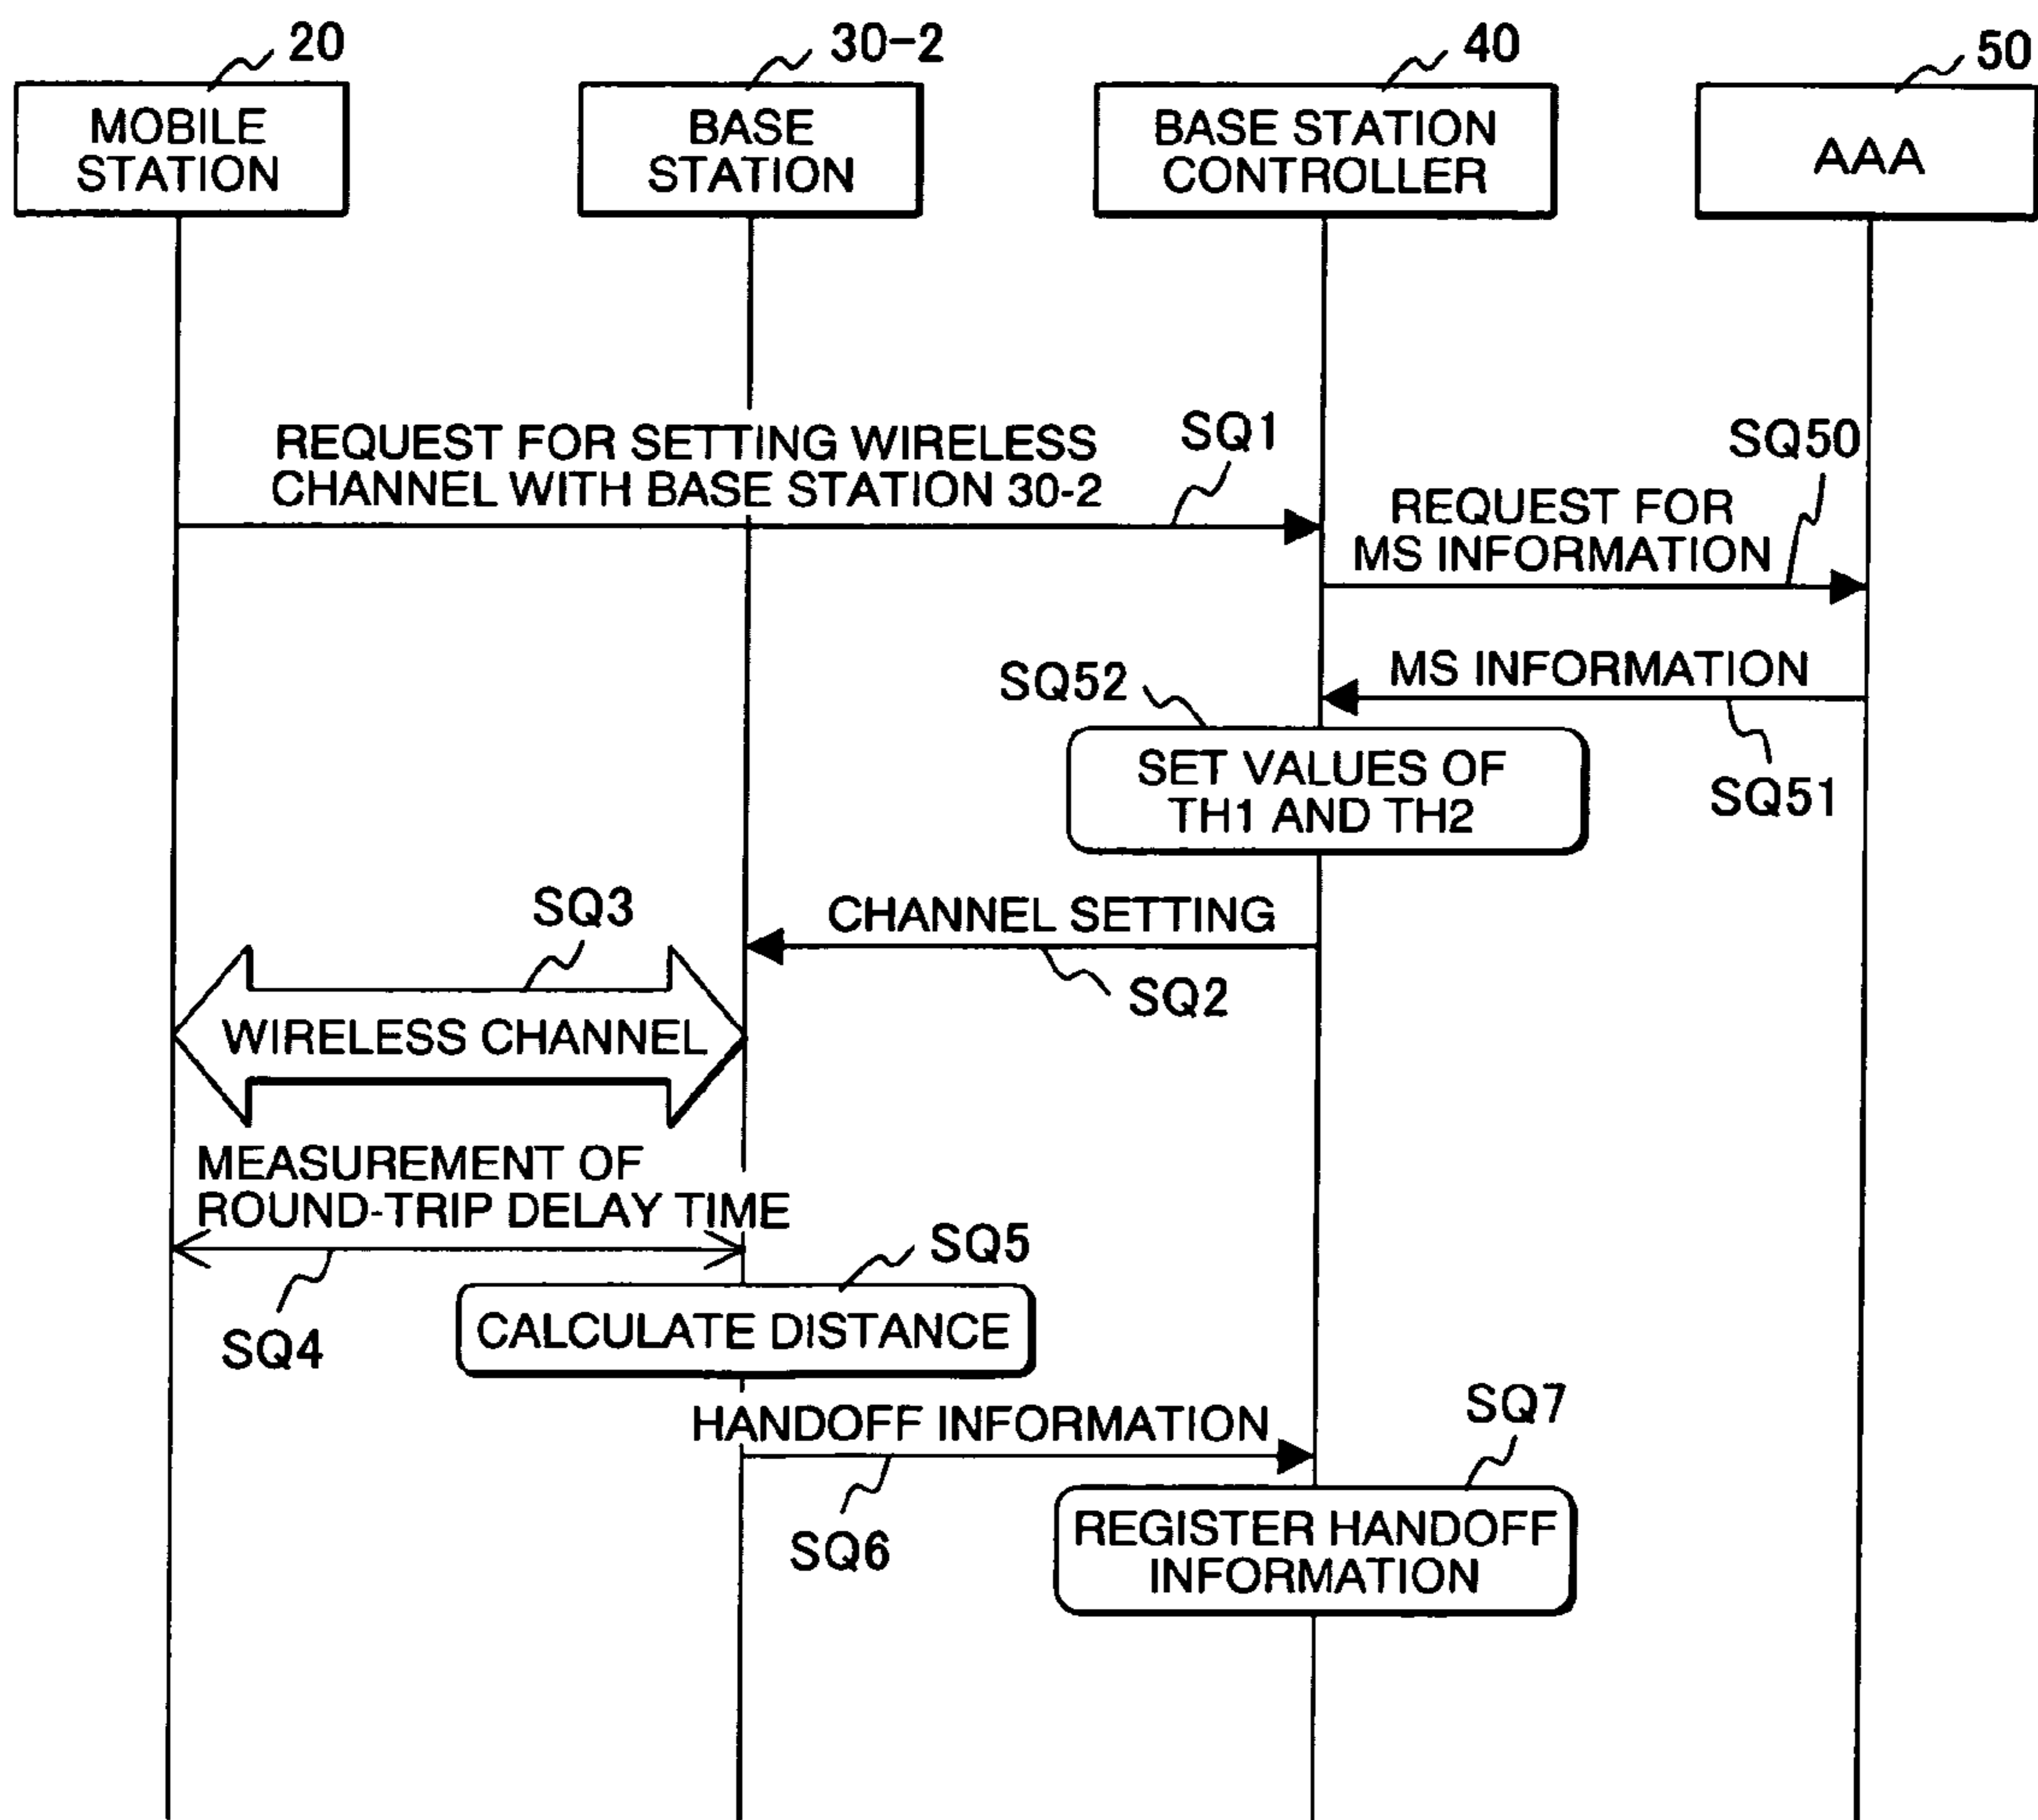 20
30-2
40
50
MOBILE
STATION
BASE
STATION
BASE STATION
CONTROLLER
AAA
REQUEST FOR SETTING WIRELESS
CHANNEL WITH BASE STATION 30-2
SQ1
SQ50
REQUEST FOR
MS INFORMATION
MS INFORMATION
SQ51
SQ52
SET VALUES OF
TH1 AND TH2
CHANNEL SETTING
SQ2
SQ3
WIRELESS CHANNEL
MEASUREMENT OF
ROUND-TRIP DELAY TIME
SQ4
SQ5
CALCULATE DISTANCE
HANDOFF INFORMATION
SQ6
SQ7
REGISTER HANDOFF
INFORMATION